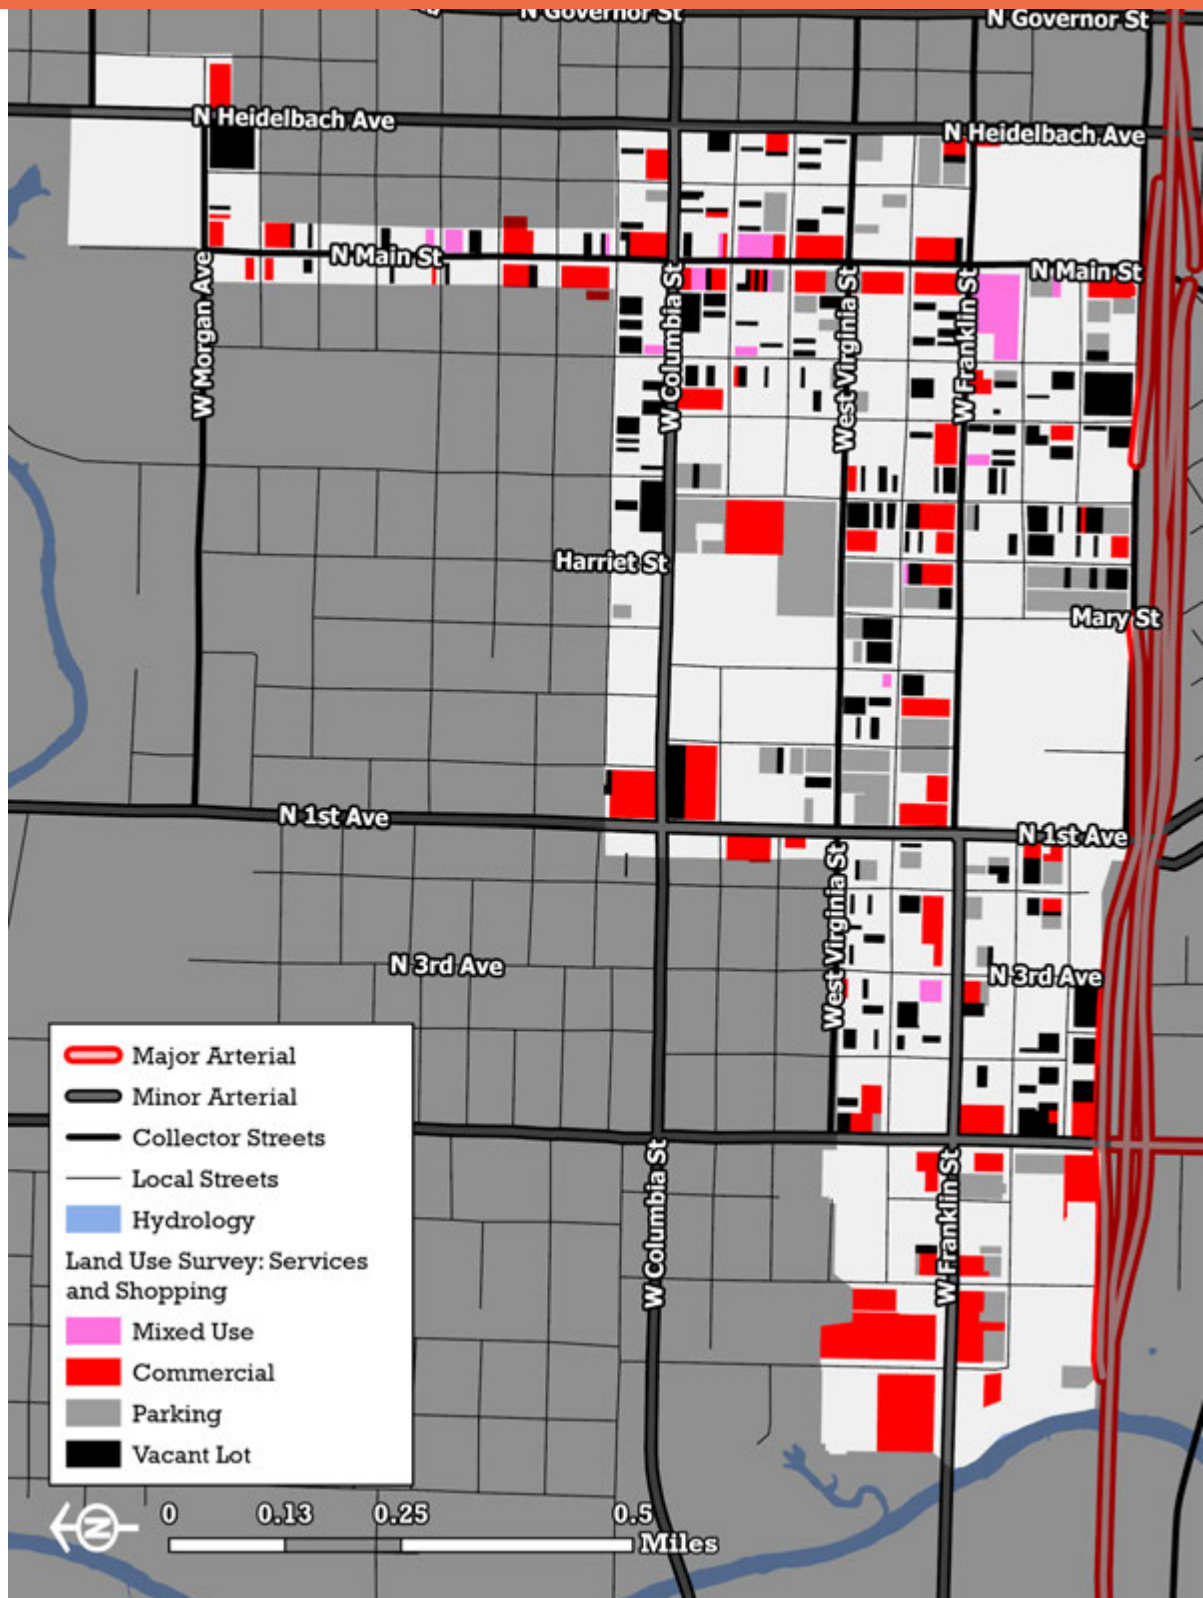 N Governor St
N Governor St
N Heidelbach Ave
N Heidelbach Ave
N Main St
N Main St
W Morgan Ave
W Columbia St
West Virginia St
W Franklin St
Harriet St
Mary St
N 1st Ave
N 1st Ave
West Virginia St
N 3rd Ave
N 3rd Ave
W Columbia St
W Franklin St
Major Arterial
Minor Arterial
Collector Streets
Local Streets
Hydrology
Land Use Survey: Services
and Shopping
Mixed Use
Commercial
Parking
Vacant Lot
N
0 0.13 0.25 0.5
Miles